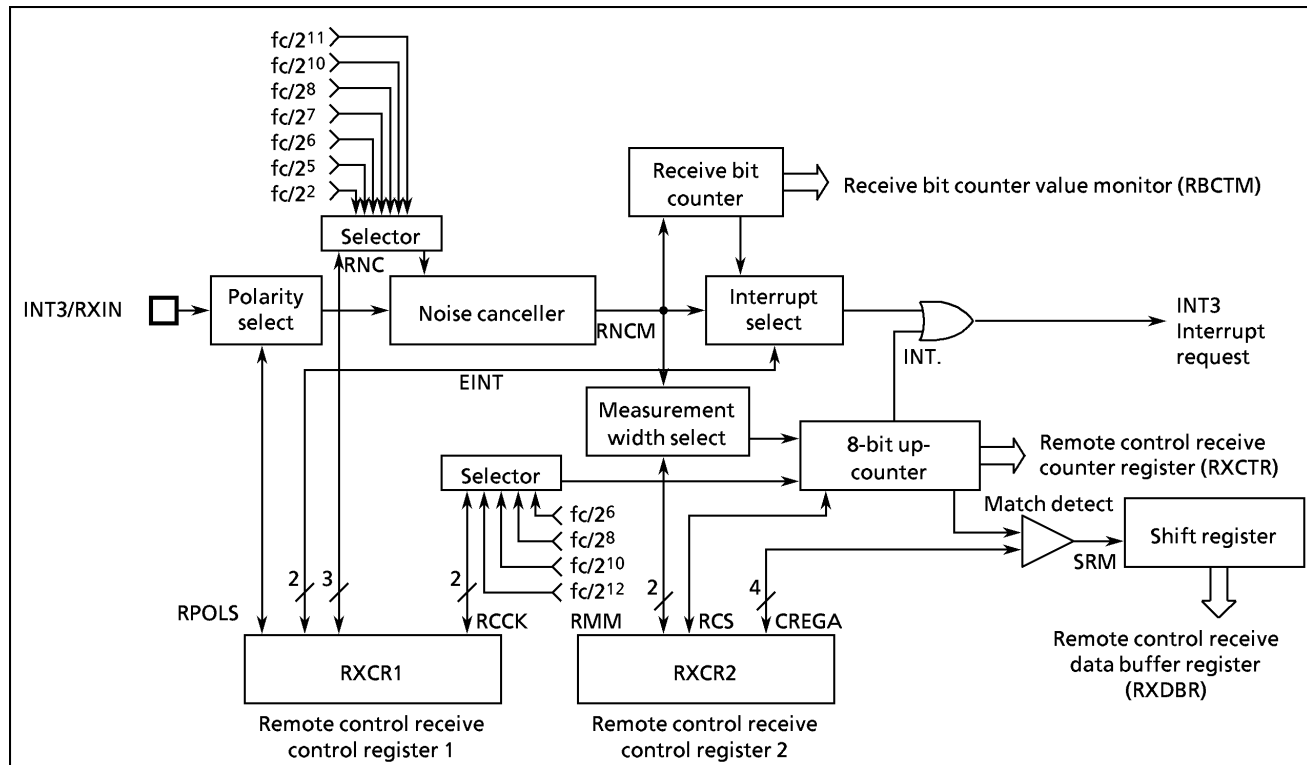 fc/2¹¹
fc/2¹⁰
fc/2⁸
fc/2⁷
fc/2⁶
fc/2⁵
fc/2²
Selector
RNC
Receive bit
counter
Receive bit counter value monitor (RBCTM)
INT3/RXIN
Polarity
select
Noise canceller
RNCM
Interrupt
select
INT3
Interrupt
request
INT.
EINT
Measurement
width select
8-bit up-
counter
Remote control receive
counter register (RXCTR)
Selector
fc/2⁶
fc/2⁸
fc/2¹⁰
fc/2¹²
Match detect
SRM
Shift register
2
3
2
2
4
RPOLS
RCCK
RMM
RCS
CREGA
Remote control receive
data buffer register
(RXDBR)
RXCR1
RXCR2
Remote control receive
control register 1
Remote control receive
control register 2